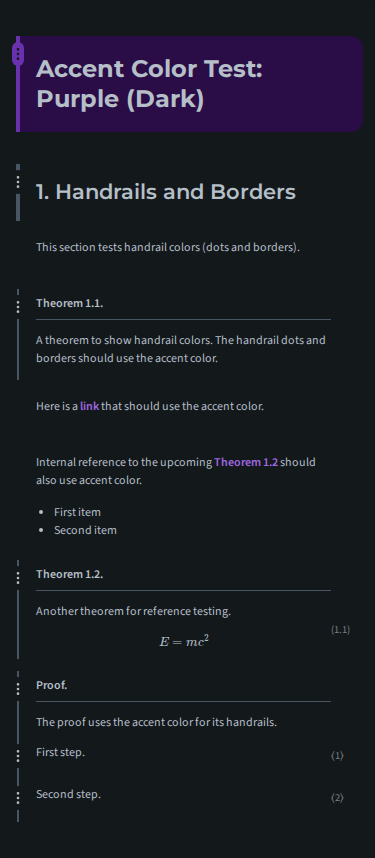 Accent Color Test:
Purple (Dark)
1. Handrails and Borders
This section tests handrail colors (dots and borders).
Theorem 1.1.
A theorem to show handrail colors. The handrail dots and
borders should use the accent color.
Here is a link that should use the accent color.
Internal reference to the upcoming Theorem 1.2 should
also use accent color.
• First item
• Second item
Theorem 1.2.
Another theorem for reference testing.
E = mc² (1.1)
Proof.
The proof uses the accent color for its handrails.
First step. (1)
Second step. (2)